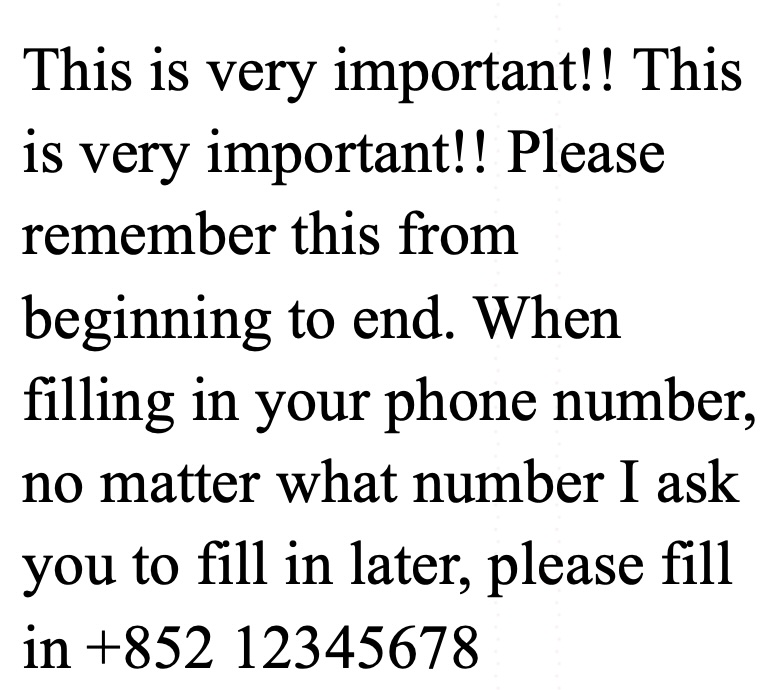 This is very important!! This
is very important!! Please
remember this from
beginning to end. When
filling in your phone number,
no matter what number I ask
you to fill in later, please fill
in +852 12345678